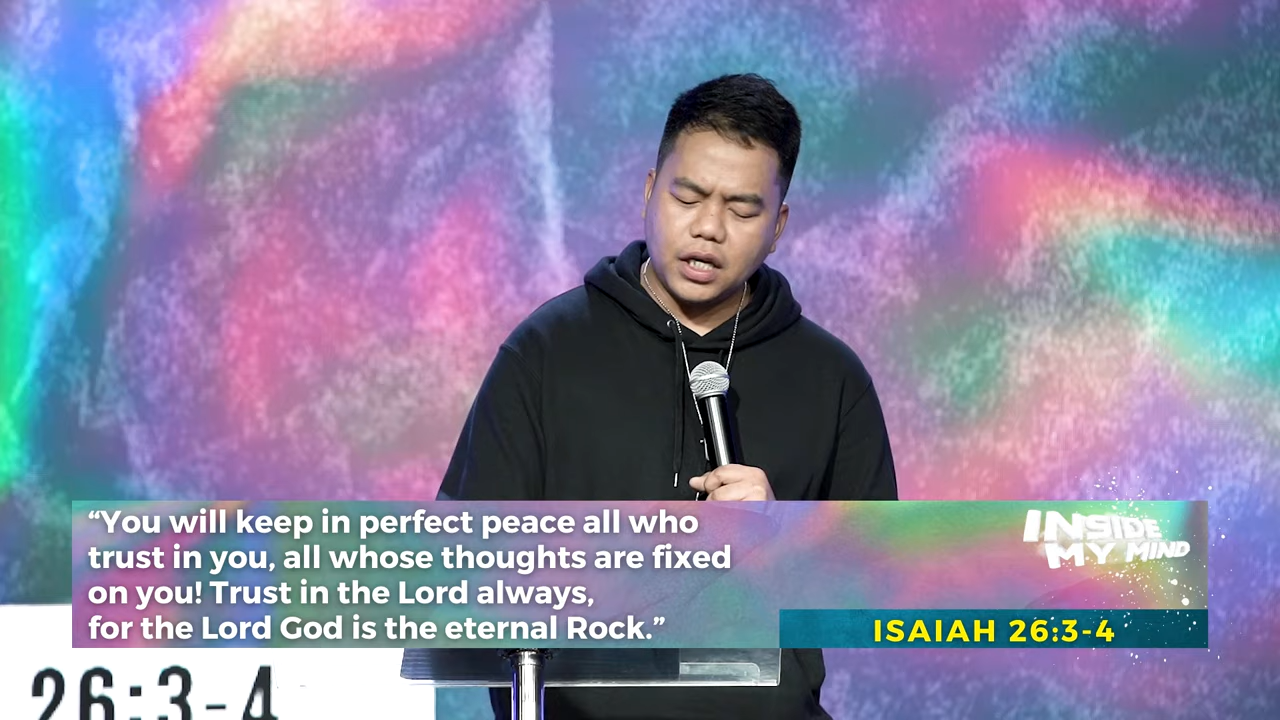 “You will keep in perfect peace all who
trust in you, all whose thoughts are fixed
on you! Trust in the Lord always,
for the Lord God is the eternal Rock.”
INSIDE
MY MIND
ISAIAH 26:3-4
26:3-4